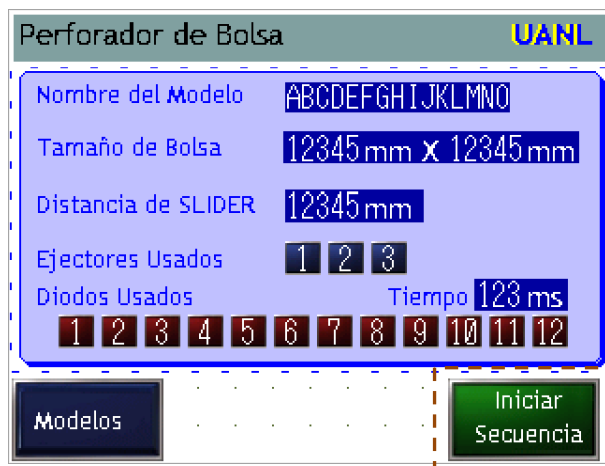 Perforador de Bolsa UANL
Nombre del Modelo ABCDEFGHIJKLMNO
Tamaño de Bolsa 12345 mm X 12345 mm
Distancia de SLIDER 12345 mm
Ejectores Usados 1 2 3
Diodos Usados Tiempo 123 ms
1 2 3 4 5 6 7 8 9 10 11 12
Modelos
Iniciar
Secuencia